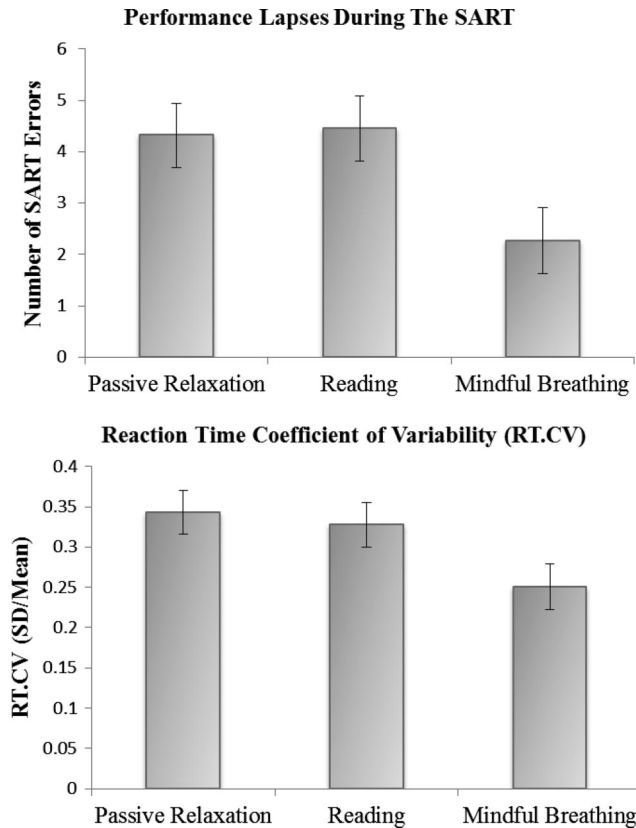 Performance Lapses During The SART
Number of SART Errors
6
5
4
3
2
1
0
Passive Relaxation
Reading
Mindful Breathing
Reaction Time Coefficient of Variability (RT.CV)
RT.CV (SD/Mean)
0.4
0.35
0.3
0.25
0.2
0.15
0.1
0.05
0
Passive Relaxation
Reading
Mindful Breathing